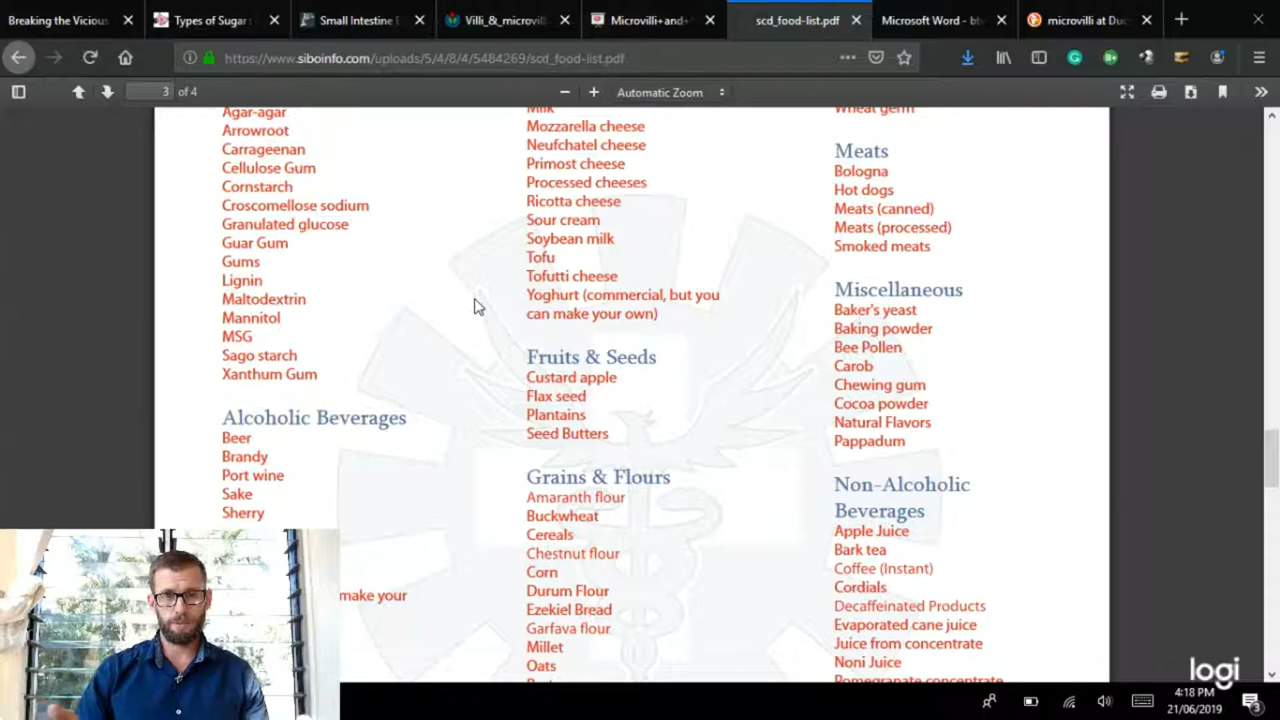 Breaking the Vicious
Types of Sugar
Small Intestine
Villi_&_microvill
Microvilli+and+
scd_food-list.pdf
Microsoft Word - b
microvilli at Du
https://www.siboinfo.com/uploads/5/4/8/4/5484269/scd_food-list.pdf
3 of 4
Automatic Zoom
Agar-agar
Arrowroot
Carrageenan
Cellulose Gum
Cornstarch
Croscomellose sodium
Granulated glucose
Guar Gum
Gums
Lignin
Maltodextrin
Mannitol
MSG
Sago starch
Xanthum Gum
Alcoholic Beverages
Beer
Brandy
Port wine
Sake
Sherry
make your
Milk
Mozzarella cheese
Neufchatel cheese
Primost cheese
Processed cheeses
Ricotta cheese
Sour cream
Soybean milk
Tofu
Tofutti cheese
Yoghurt (commercial, but you
can make your own)
Fruits & Seeds
Custard apple
Flax seed
Plantains
Seed Butters
Grains & Flours
Amaranth flour
Buckwheat
Cereals
Chestnut flour
Corn
Durum Flour
Ezekiel Bread
Garfava flour
Millet
Oats
Wheat germ
Meats
Bologna
Hot dogs
Meats (canned)
Meats (processed)
Smoked meats
Miscellaneous
Baker's yeast
Baking powder
Bee Pollen
Carob
Chewing gum
Cocoa powder
Natural Flavors
Pappadum
Non-Alcoholic
Beverages
Apple Juice
Bark tea
Coffee (Instant)
Cordials
Decaffeinated Products
Evaporated cane juice
Juice from concentrate
Noni Juice
Pomegranate concentrate
logi
4:18 PM
21/06/2019
3